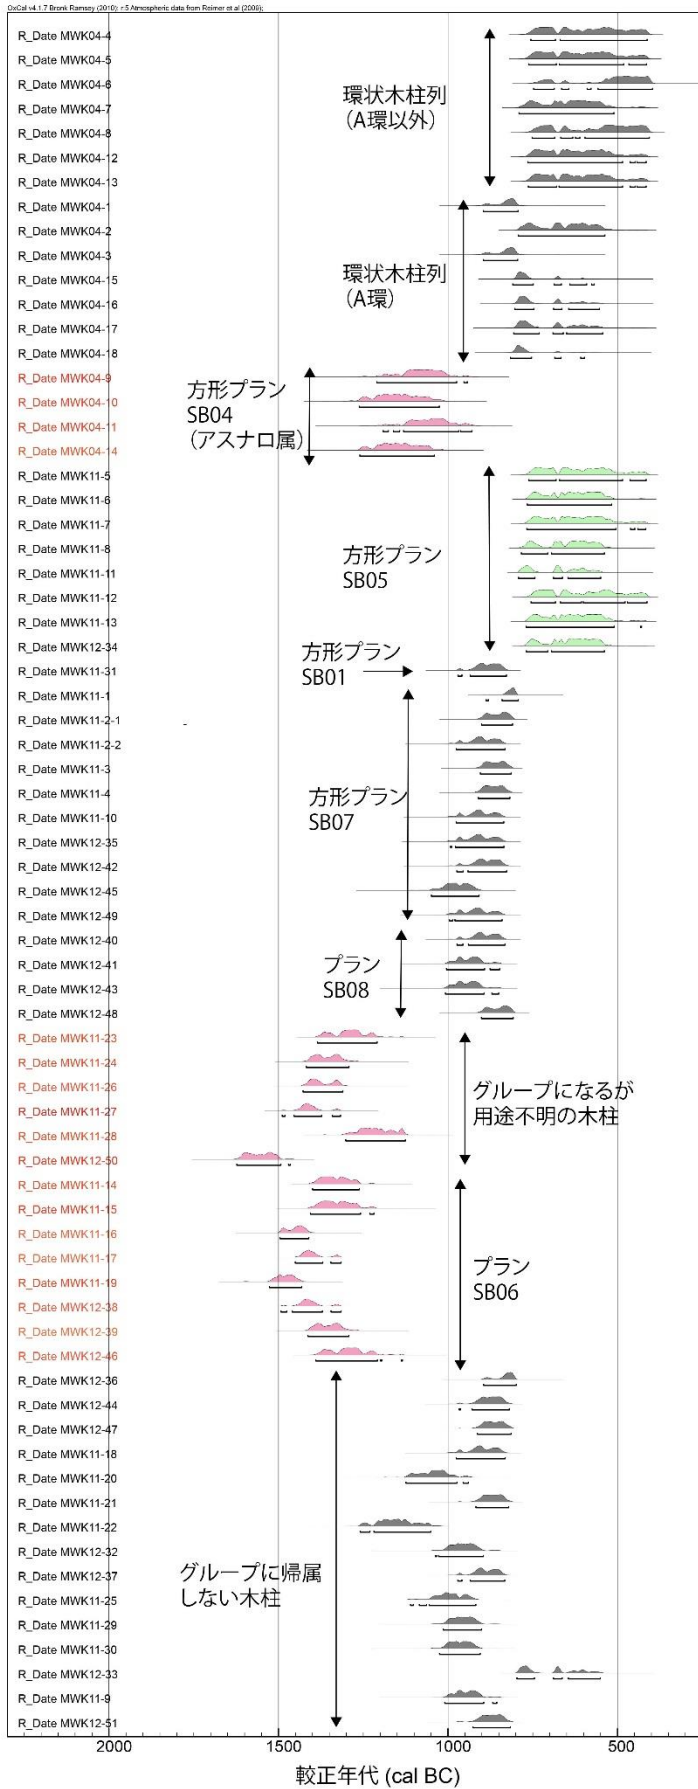 OxCal v4.1.7 Bronk Ramsey (2010); r:5 Atmospheric data from Reimer et al (2009);
R_Date MWK04-4
R_Date MWK04-5
R_Date MWK04-6
R_Date MWK04-7
R_Date MWK04-8
R_Date MWK04-12
R_Date MWK04-13
環状木柱列
（A環以外）
R_Date MWK04-1
R_Date MWK04-2
R_Date MWK04-3
R_Date MWK04-15
R_Date MWK04-16
R_Date MWK04-17
R_Date MWK04-18
環状木柱列
（A環）
R_Date MWK04-9
R_Date MWK04-10
R_Date MWK04-11
R_Date MWK04-14
方形プラン
SB04
（アスナロ属）
R_Date MWK11-5
R_Date MWK11-6
R_Date MWK11-7
R_Date MWK11-8
R_Date MWK11-11
R_Date MWK11-12
R_Date MWK11-13
R_Date MWK12-34
方形プラン
SB05
R_Date MWK11-31
方形プラン
SB01
R_Date MWK11-1
R_Date MWK11-2-1
R_Date MWK11-2-2
R_Date MWK11-3
R_Date MWK11-4
R_Date MWK11-10
R_Date MWK12-35
R_Date MWK12-42
R_Date MWK12-45
R_Date MWK12-49
方形プラン
SB07
R_Date MWK12-40
R_Date MWK12-41
R_Date MWK12-43
R_Date MWK12-48
プラン
SB08
R_Date MWK11-23
R_Date MWK11-24
R_Date MWK11-26
R_Date MWK11-27
R_Date MWK11-28
R_Date MWK12-50
グループになるが
用途不明の木柱
R_Date MWK11-14
R_Date MWK11-15
R_Date MWK11-16
R_Date MWK11-17
R_Date MWK11-19
R_Date MWK12-38
R_Date MWK12-39
R_Date MWK12-46
プラン
SB06
R_Date MWK12-36
R_Date MWK12-44
R_Date MWK12-47
R_Date MWK11-18
R_Date MWK11-20
R_Date MWK11-21
R_Date MWK11-22
R_Date MWK12-32
R_Date MWK12-37
R_Date MWK11-25
R_Date MWK11-29
R_Date MWK11-30
R_Date MWK12-33
R_Date MWK11-9
R_Date MWK12-51
グループに帰属
しない木柱
2000 1500 1000 500
較正年代 (cal BC)